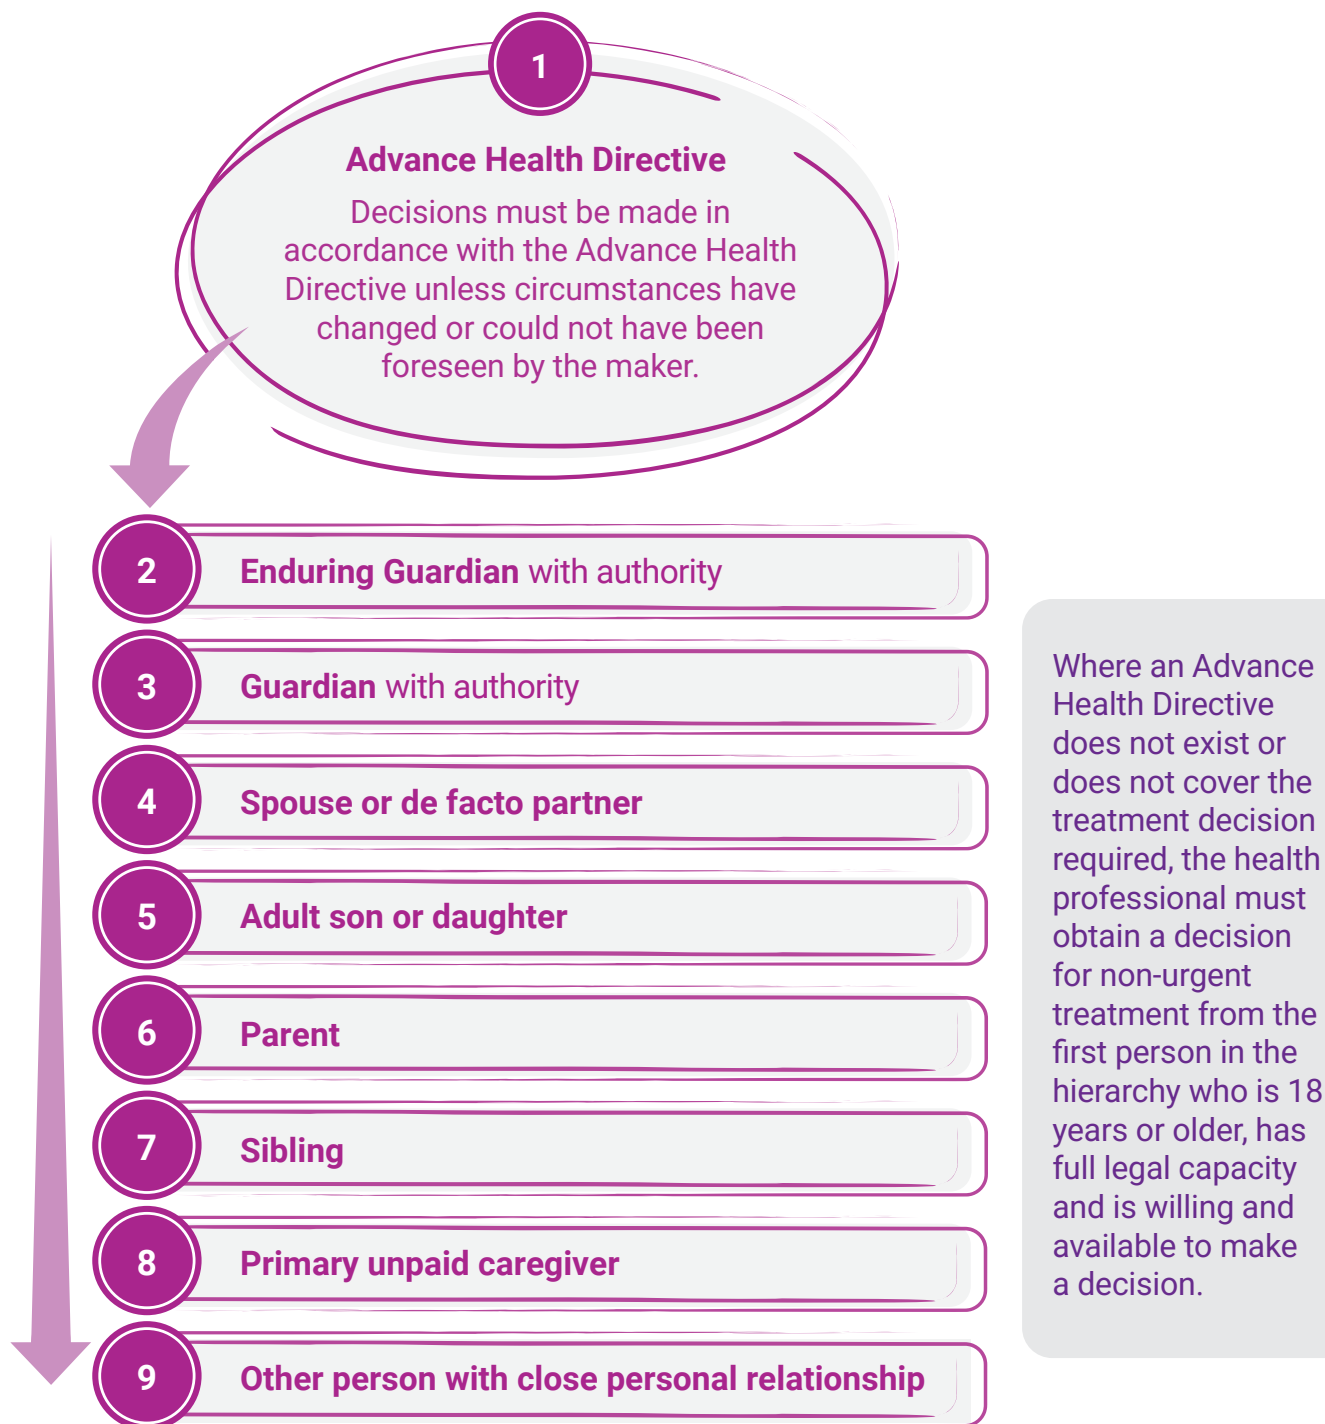 1
Advance Health Directive
Decisions must be made in
accordance with the Advance Health
Directive unless circumstances have
changed or could not have been
foreseen by the maker.
2
Enduring Guardian with authority
3
Guardian with authority
4
Spouse or de facto partner
5
Adult son or daughter
6
Parent
7
Sibling
8
Primary unpaid caregiver
9
Other person with close personal relationship
Where an Advance
Health Directive
does not exist or
does not cover the
treatment decision
required, the health
professional must
obtain a decision
for non-urgent
treatment from the
first person in the
hierarchy who is 18
years or older, has
full legal capacity
and is willing and
available to make
a decision.